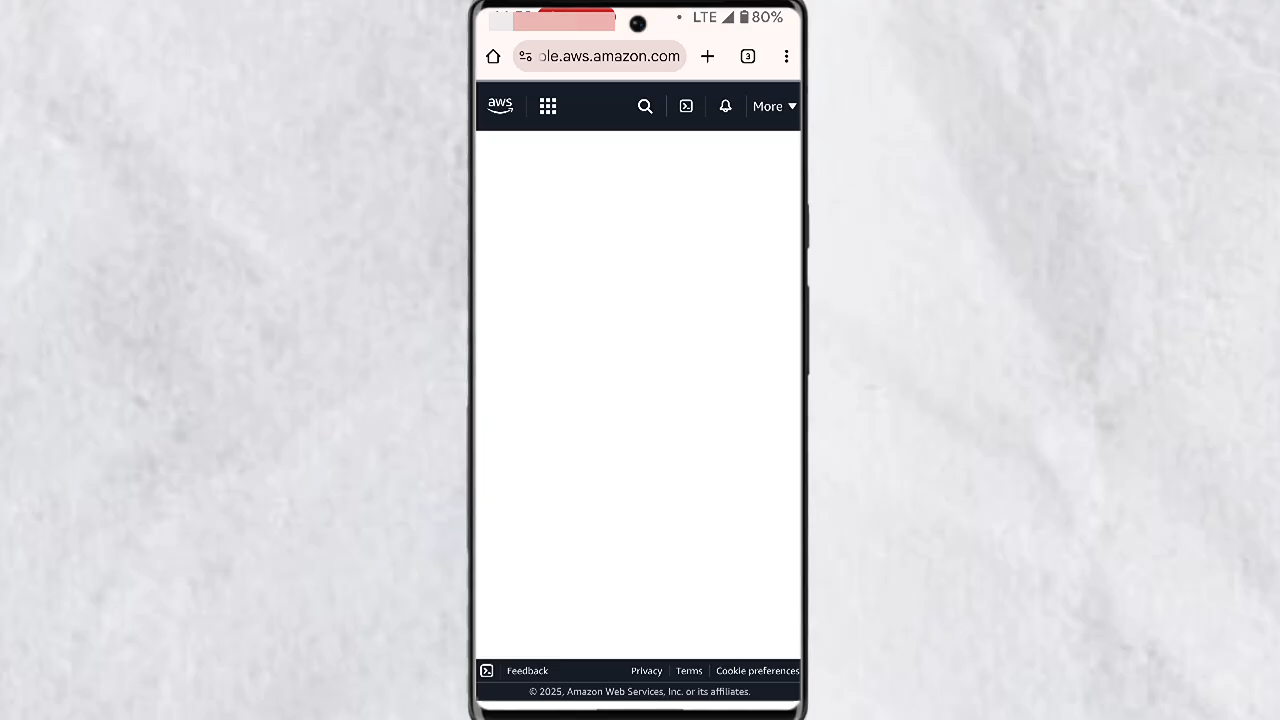 LTE 80%
ole.aws.amazon.com
3
aws
More
Feedback Privacy Terms Cookie preferences
© 2025, Amazon Web Services, Inc. or its affiliates.